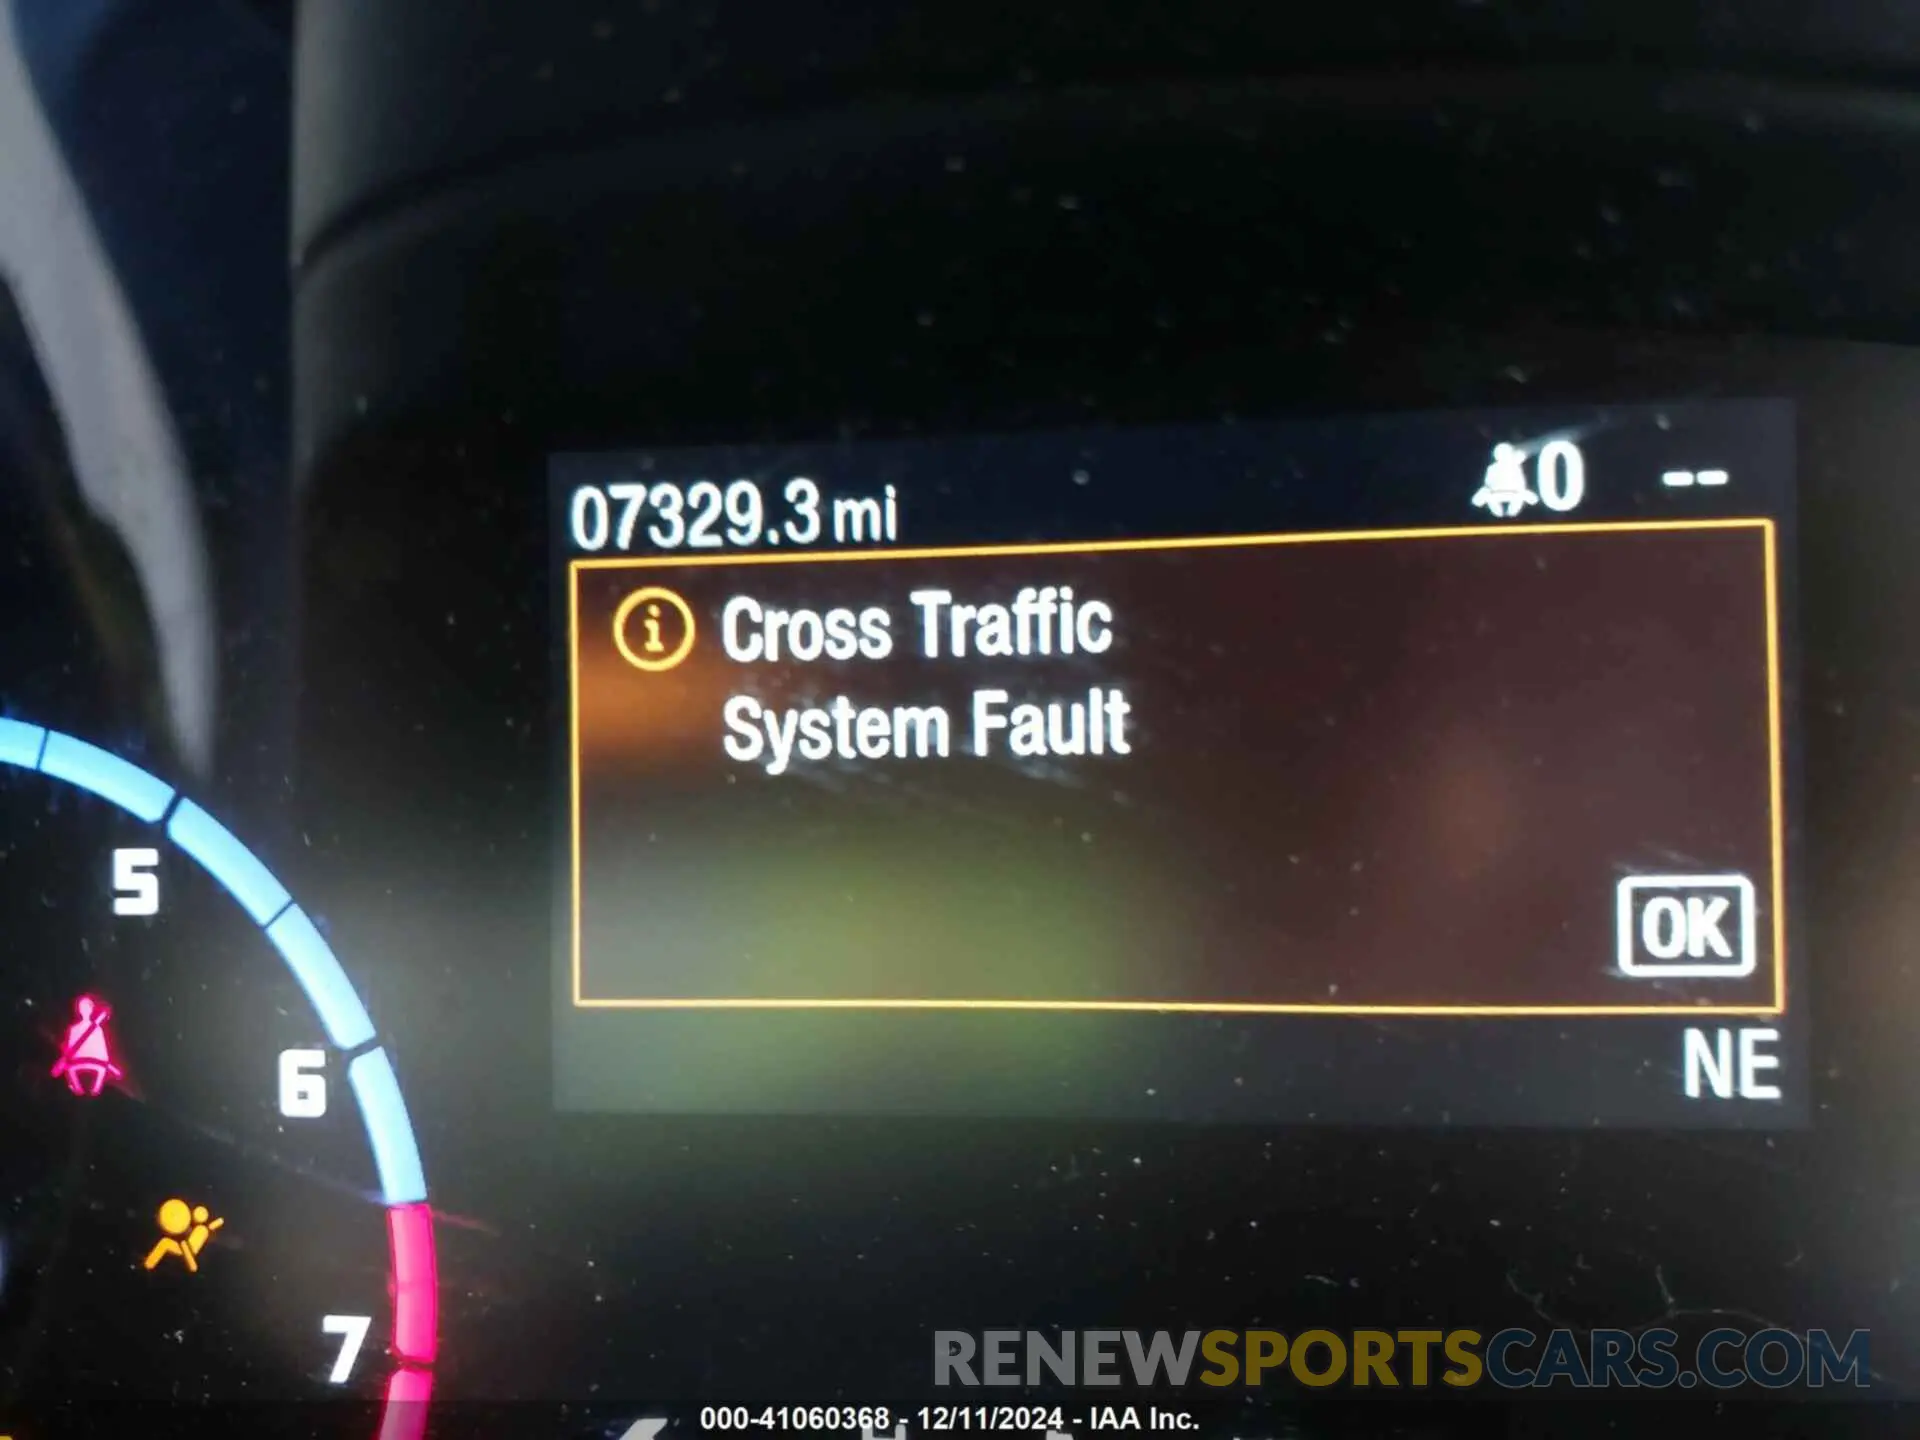 07329.3 mi 0 --
i Cross Traffic
System Fault
OK
NE
5
6
7
RENEWSPORTSCARS.COM
000-41060368 - 12/11/2024 - IAA Inc.